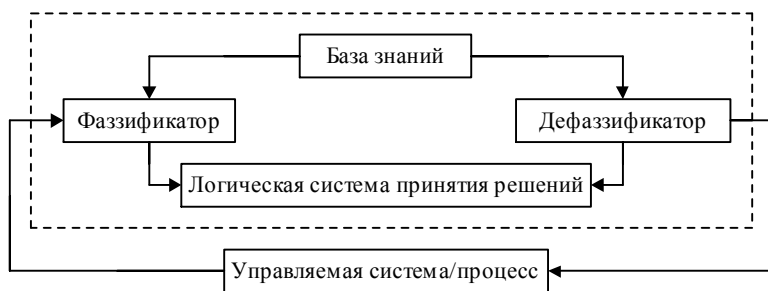 База знаний
Фаззификатор
Дефаззификатор
Логическая система принятия решений
Управляемая система/процесс